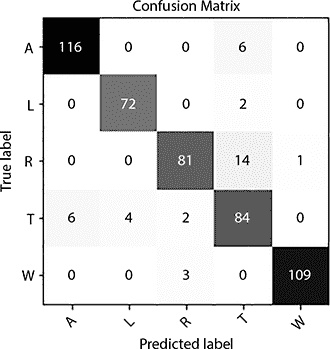 Confusion Matrix
True label
A 116 0 0 6 0
L 0 72 0 2 0
R 0 0 81 14 1
T 6 4 2 84 0
W 0 0 3 0 109
A L R T W
Predicted label